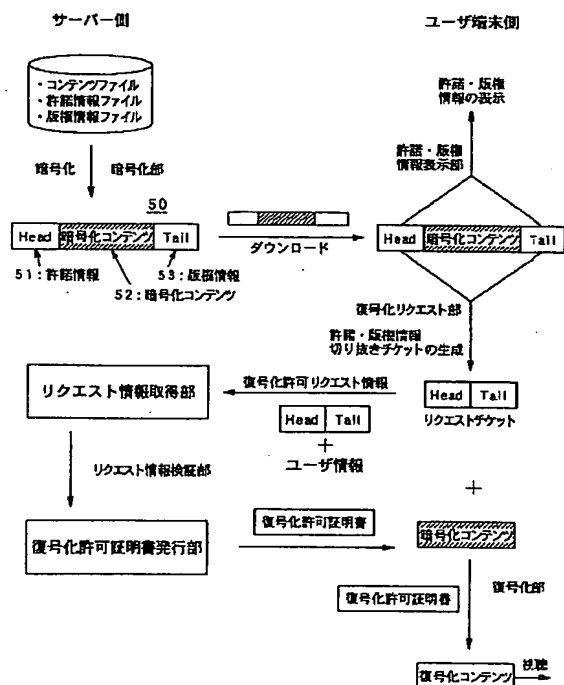 サーバー側
ユーザ端末側
・コンテンツファイル
・許諾情報ファイル
・版権情報ファイル
許諾・版権
情報の表示
暗号化
暗号化部
許諾・版権
情報表示部
50
Head
暗号化コンテンツ
Tail
ダウンロード
Head
暗号化コンテンツ
Tail
51:許諾情報
53:版権情報
52:暗号化コンテンツ
復号化リクエスト部
許諾・版権情報
切り抜きチケットの生成
リクエスト情報取得部
復号化許可リクエスト情報
Head
Tail
Head
Tail
リクエストチケット
+
ユーザ情報
リクエスト情報検証部
+
復号化許可証明書発行部
復号化許可証明書
暗号化コンテンツ
復号化許可証明書
復号化部
復号化コンテンツ
視聴